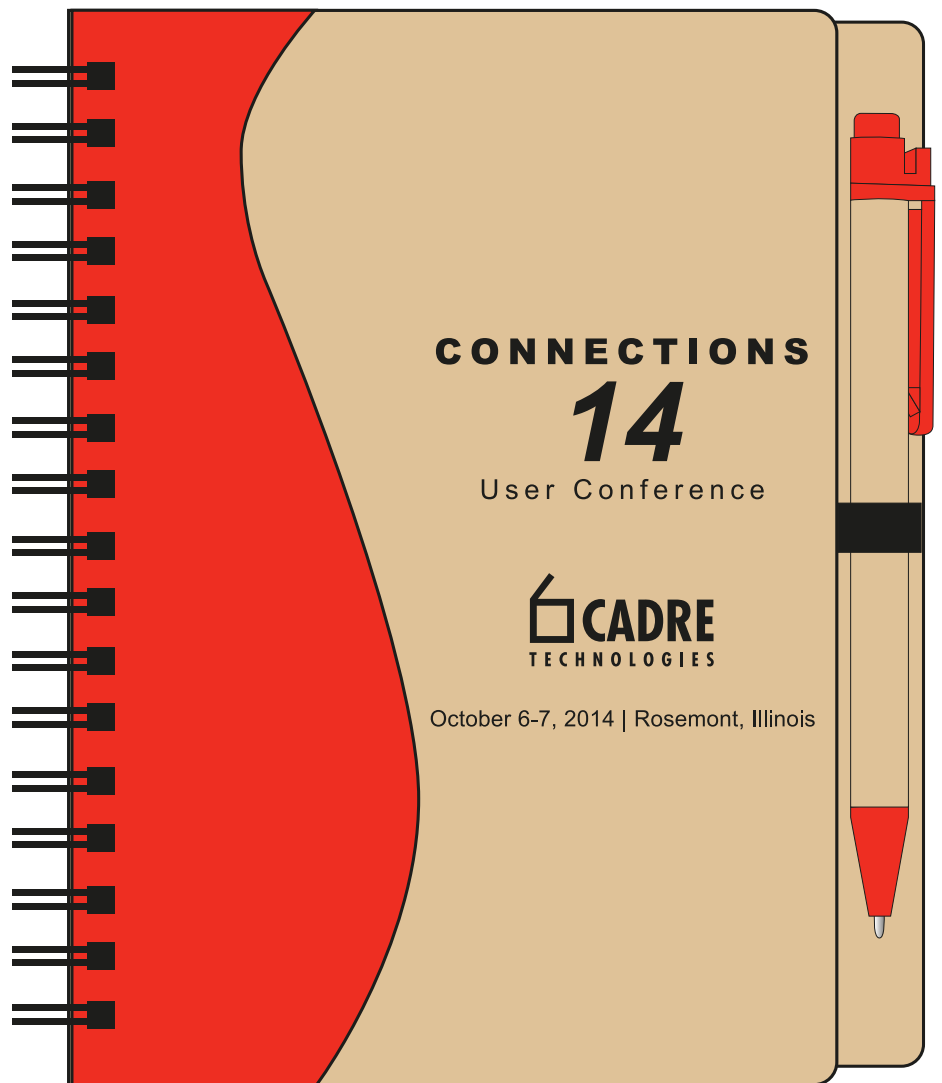 CONNECTIONS
14
User Conference
CADRE
TECHNOLOGIES
October 6-7, 2014 | Rosemont, Illinois